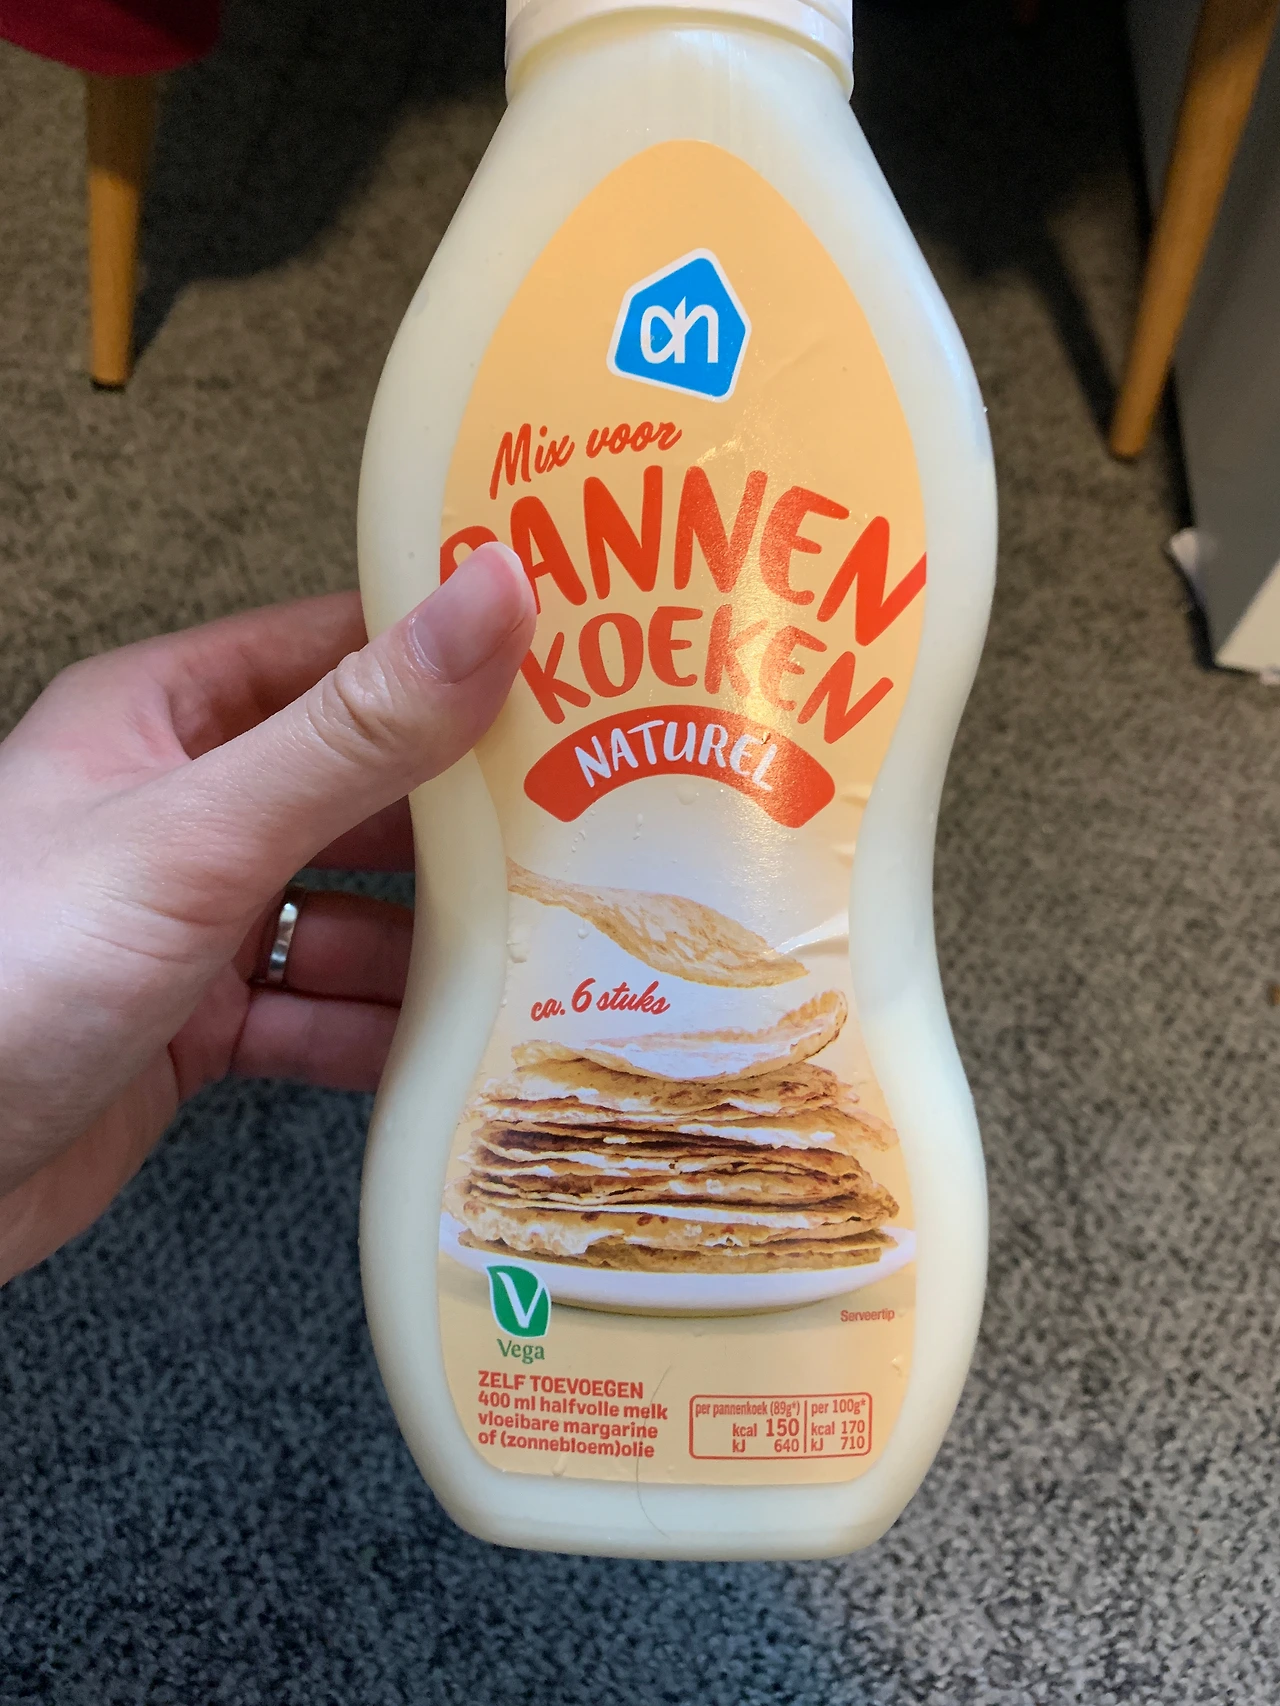 ah
Mix voor
PANNEN
KOEKEN
NATUREL
ca. 6 stuks
Serveertip
V
Vega
ZELF TOEVOEGEN
400 ml halfvolle melk
vloeibare margarine
of (zonnebloem)olie
per pannenkoek (89g*) per 100g*
kcal 150 kcal 170
kJ 640 kJ 710